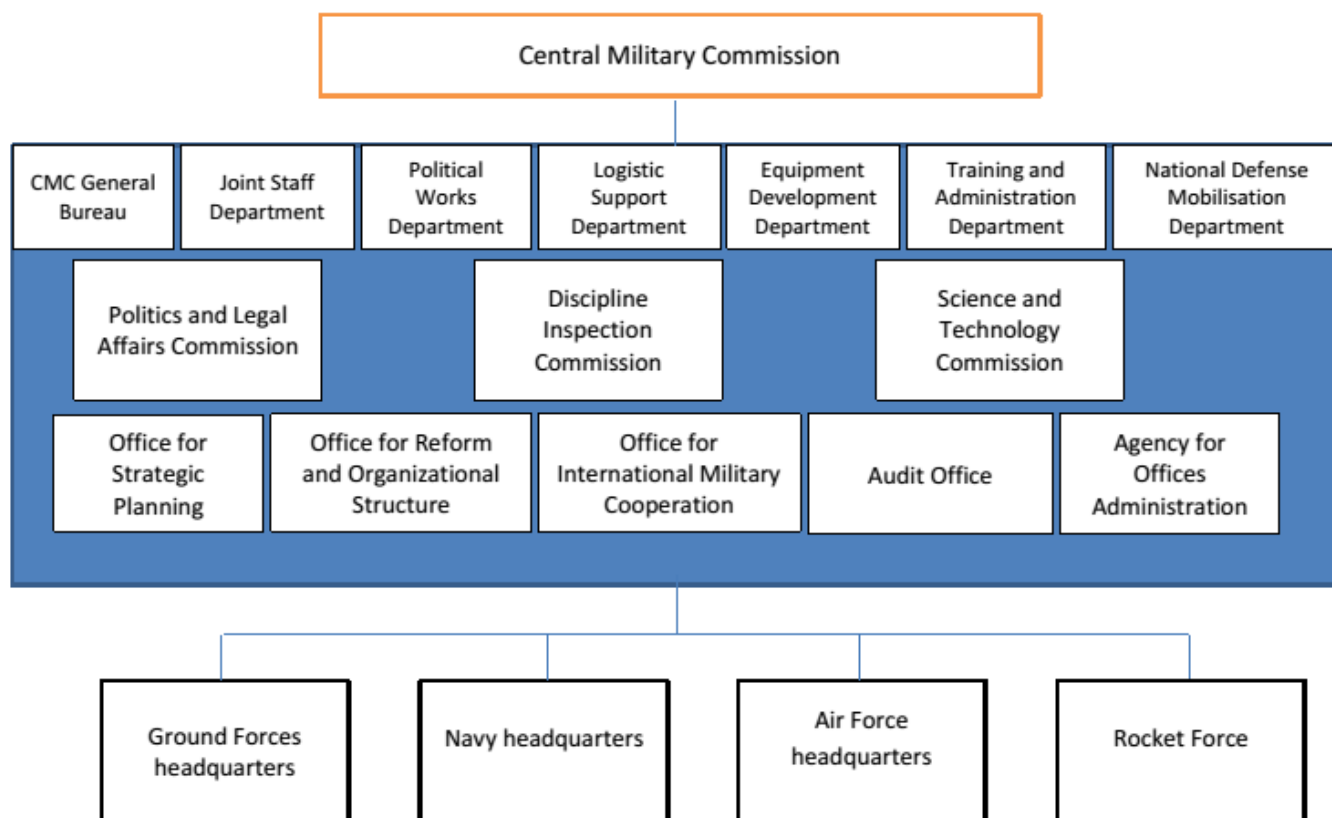 Central Military Commission
CMC General
Bureau
Joint Staff
Department
Political
Works
Department
Logistic
Support
Department
Equipment
Development
Department
Training and
Administration
Department
National Defense
Mobilisation
Department
Politics and Legal
Affairs Commission
Discipline
Inspection
Commission
Science and
Technology
Commission
Office for
Strategic
Planning
Office for Reform
and Organizational
Structure
Office for
International Military
Cooperation
Audit Office
Agency for
Offices
Administration
Ground Forces
headquarters
Navy headquarters
Air Force
headquarters
Rocket Force